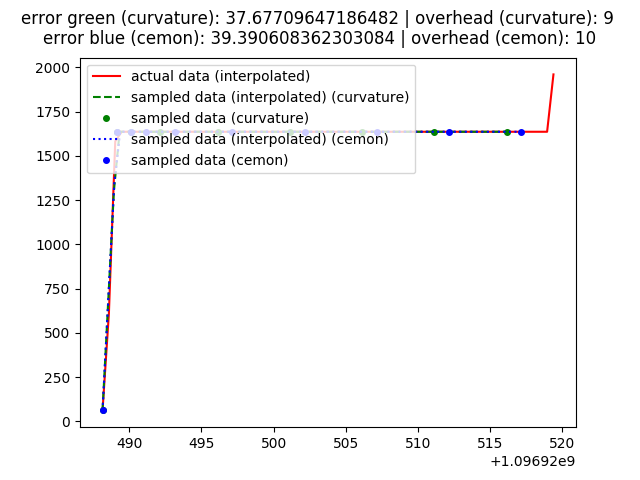 error green (curvature): 37.67709647186482 | overhead (curvature): 9
error blue (cemon): 39.390608362303084 | overhead (cemon): 10
actual data (interpolated)
sampled data (interpolated) (curvature)
sampled data (curvature)
sampled data (interpolated) (cemon)
sampled data (cemon)
2000
1750
1500
1250
1000
750
500
250
0
490 495 500 505 510 515 520
+1.09692e9